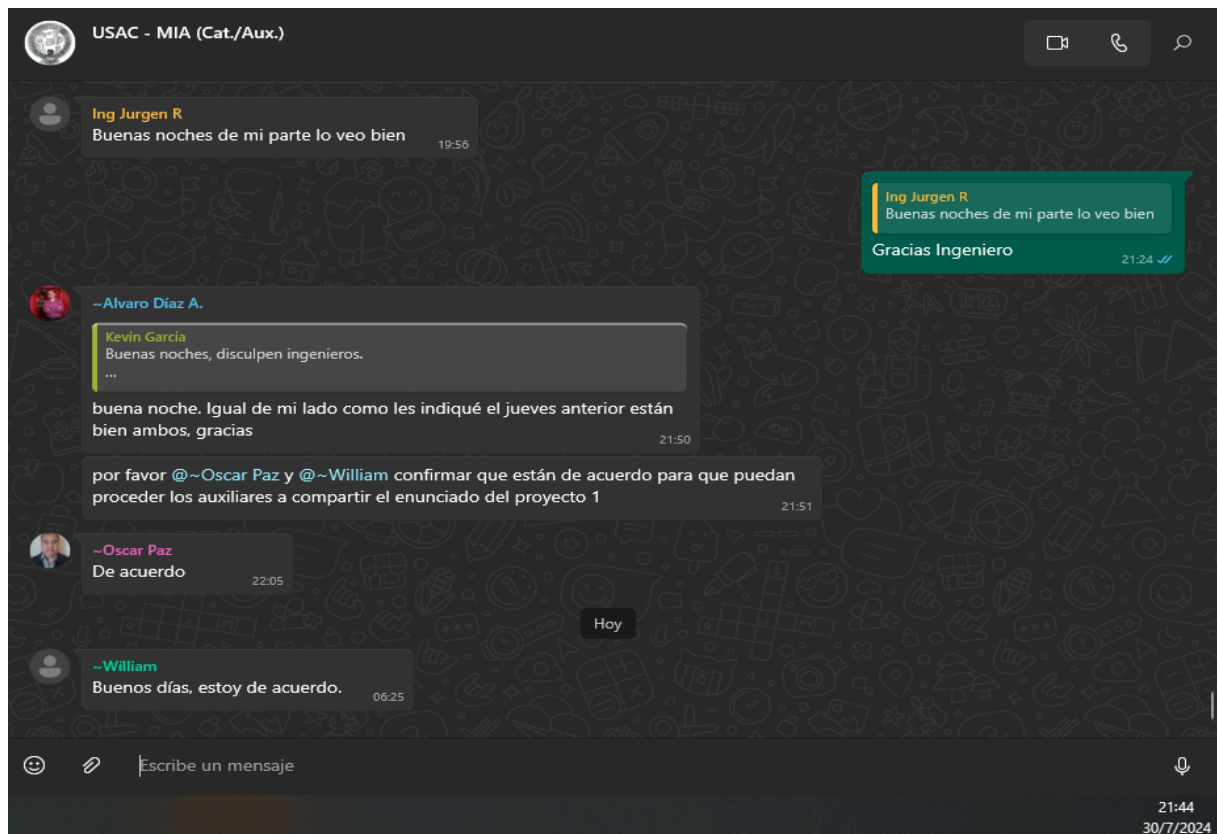 USAC - MIA (Cat./Aux.)
Ing Jurgen R
Buenas noches de mi parte lo veo bien
19:56
Ing Jurgen R
Buenas noches de mi parte lo veo bien
Gracias Ingeniero
21:24
~Alvaro Díaz A.
Kevin Garcia
Buenas noches, disculpen ingenieros.
...
buena noche. Igual de mi lado como les indiqué el jueves anterior están
bien ambos, gracias
21:50
por favor @~Oscar Paz y @~William confirmar que están de acuerdo para que puedan
proceder los auxiliares a compartir el enunciado del proyecto 1
21:51
~Oscar Paz
De acuerdo
22:05
Hoy
~William
Buenos días, estoy de acuerdo.
06:25
Escribe un mensaje
21:44
30/7/2024